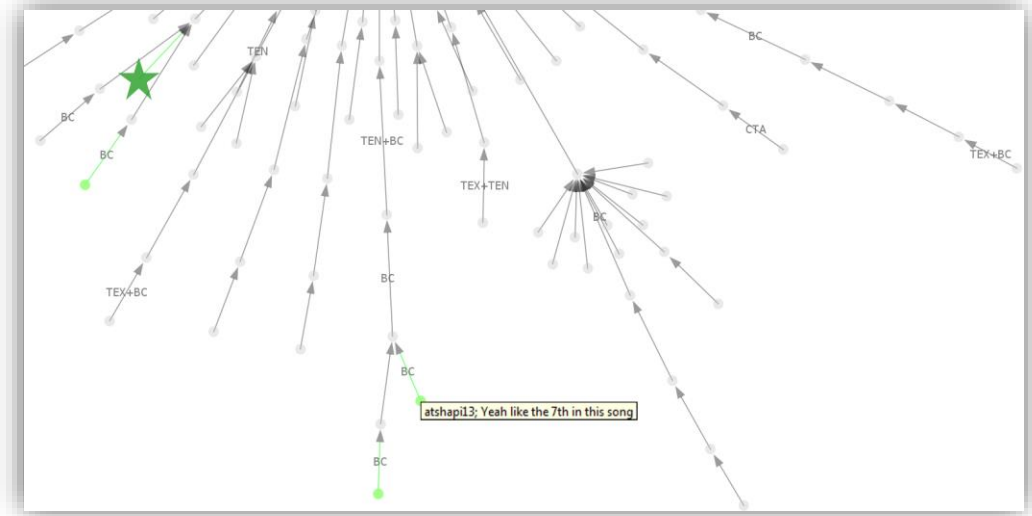 BC
TEN
BC
CTA
TEN+BC
BC
TEX+BC
TEX+TEN
BC
BC
TEX+BC
BC
atshapi13; Yeah like the 7th in this song
BC
BC